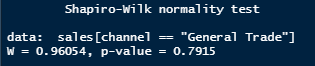 Shapiro-Wilk normality test
data:  sales[channel == "General Trade"]
W = 0.96054, p-value = 0.7915